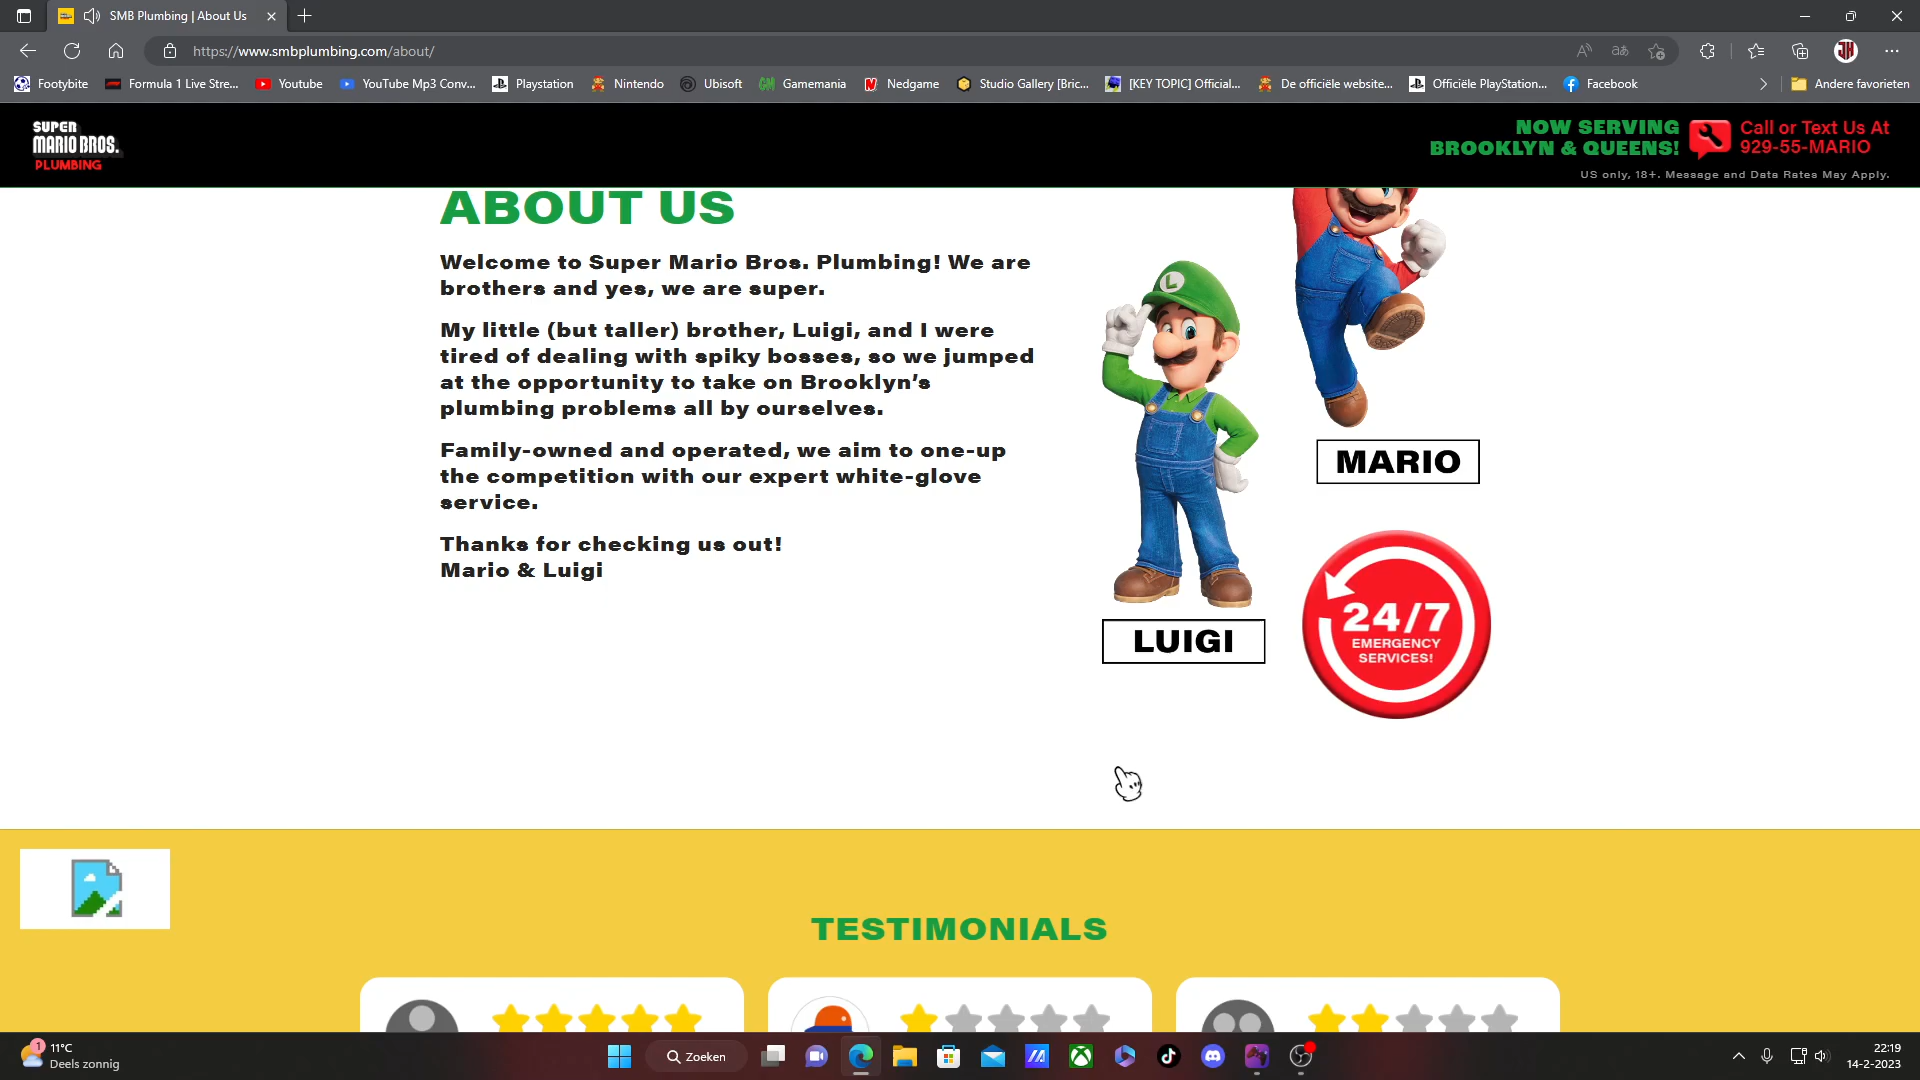 SMB Plumbing | About Us
https://www.smbplumbing.com/about/
Footybite
Formula 1 Live Stre...
Youtube
YouTube Mp3 Conv...
Playstation
Nintendo
Ubisoft
Gamemania
Nedgame
Studio Gallery [Bric...
[KEY TOPIC] Official...
De officiële website...
Officiële PlayStation...
Facebook
Andere favorieten
SUPER
MARIO BROS.
PLUMBING
NOW SERVING
BROOKLYN & QUEENS!
Call or Text Us At
929-55-MARIO
US only, 18+. Message and Data Rates May Apply.
ABOUT US
Welcome to Super Mario Bros. Plumbing! We are
brothers and yes, we are super.
My little (but taller) brother, Luigi, and I were
tired of dealing with spiky bosses, so we jumped
at the opportunity to take on Brooklyn's
plumbing problems all by ourselves.
Family-owned and operated, we aim to one-up
the competition with our expert white-glove
service.
Thanks for checking us out!
Mario & Luigi
L
MARIO
LUIGI
24/7
EMERGENCY
SERVICES!
TESTIMONIALS
1
11°C
Deels zonnig
Zoeken
22:19
14-2-2023